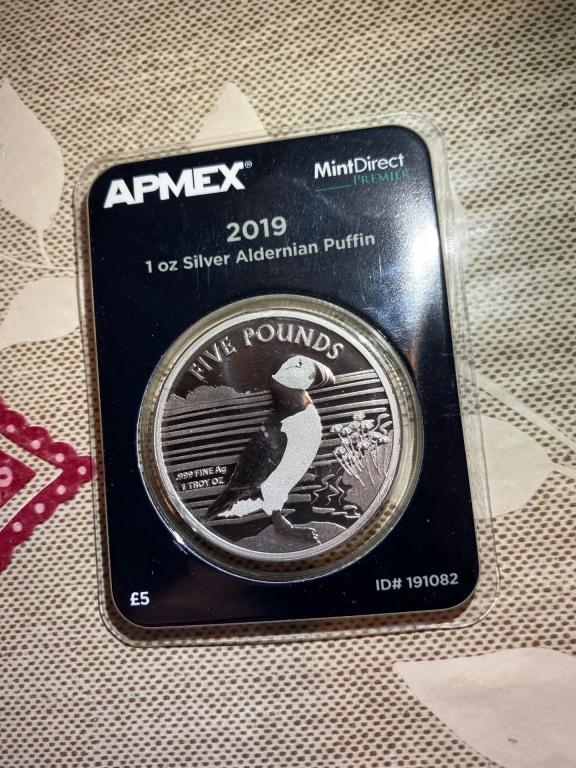 APMEX®
MintDirect
PREMIER
2019
1 oz Silver Aldernian Puffin
FIVE POUNDS
.999 FINE Ag
1 TROY OZ
£5
ID# 191082